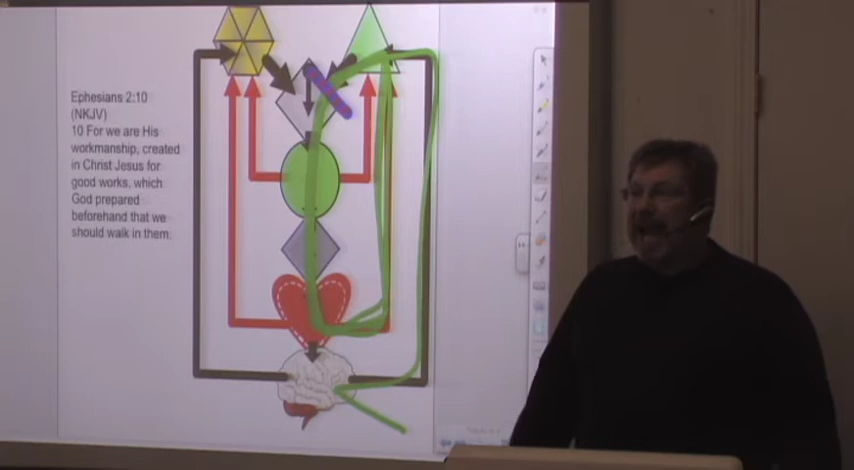 Ephesians 2:10
(NKJV)
10 For we are His
workmanship, created
in Christ Jesus for
good works, which
God prepared
beforehand that we
should walk in them.